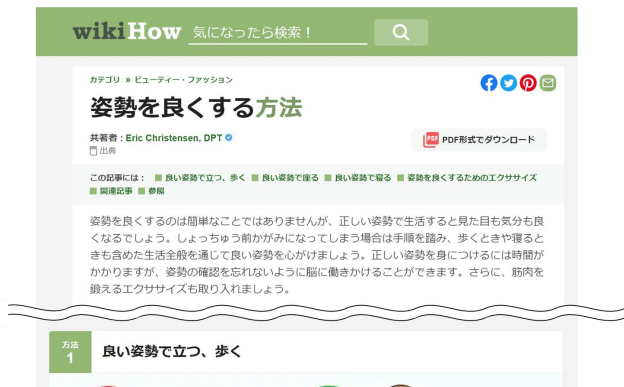 wikiHow 気になったら検索！
カテゴリ » ビューティー・ファッション
姿勢を良くする方法
共著者：Eric Christensen, DPT
出典
PDF PDF形式でダウンロード
この記事には： 良い姿勢で立つ、歩く 良い姿勢で座る 良い姿勢で寝る 姿勢を良くするためのエクササイズ
関連記事 参照
姿勢を良くするのは簡単なことではありませんが、正しい姿勢で生活すると見た目も気分も良
くなるでしょう。しょっちゅう前かがみになってしまう場合は手順を踏み、歩くときや寝ると
きも含めた生活全般を通じて良い姿勢を心がけましょう。正しい姿勢を身につけるには時間が
かかりますが、姿勢の確認を忘れないように脳に働きかけることができます。さらに、筋肉を
鍛えるエクササイズも取り入れましょう。
方法
1
良い姿勢で立つ、歩く